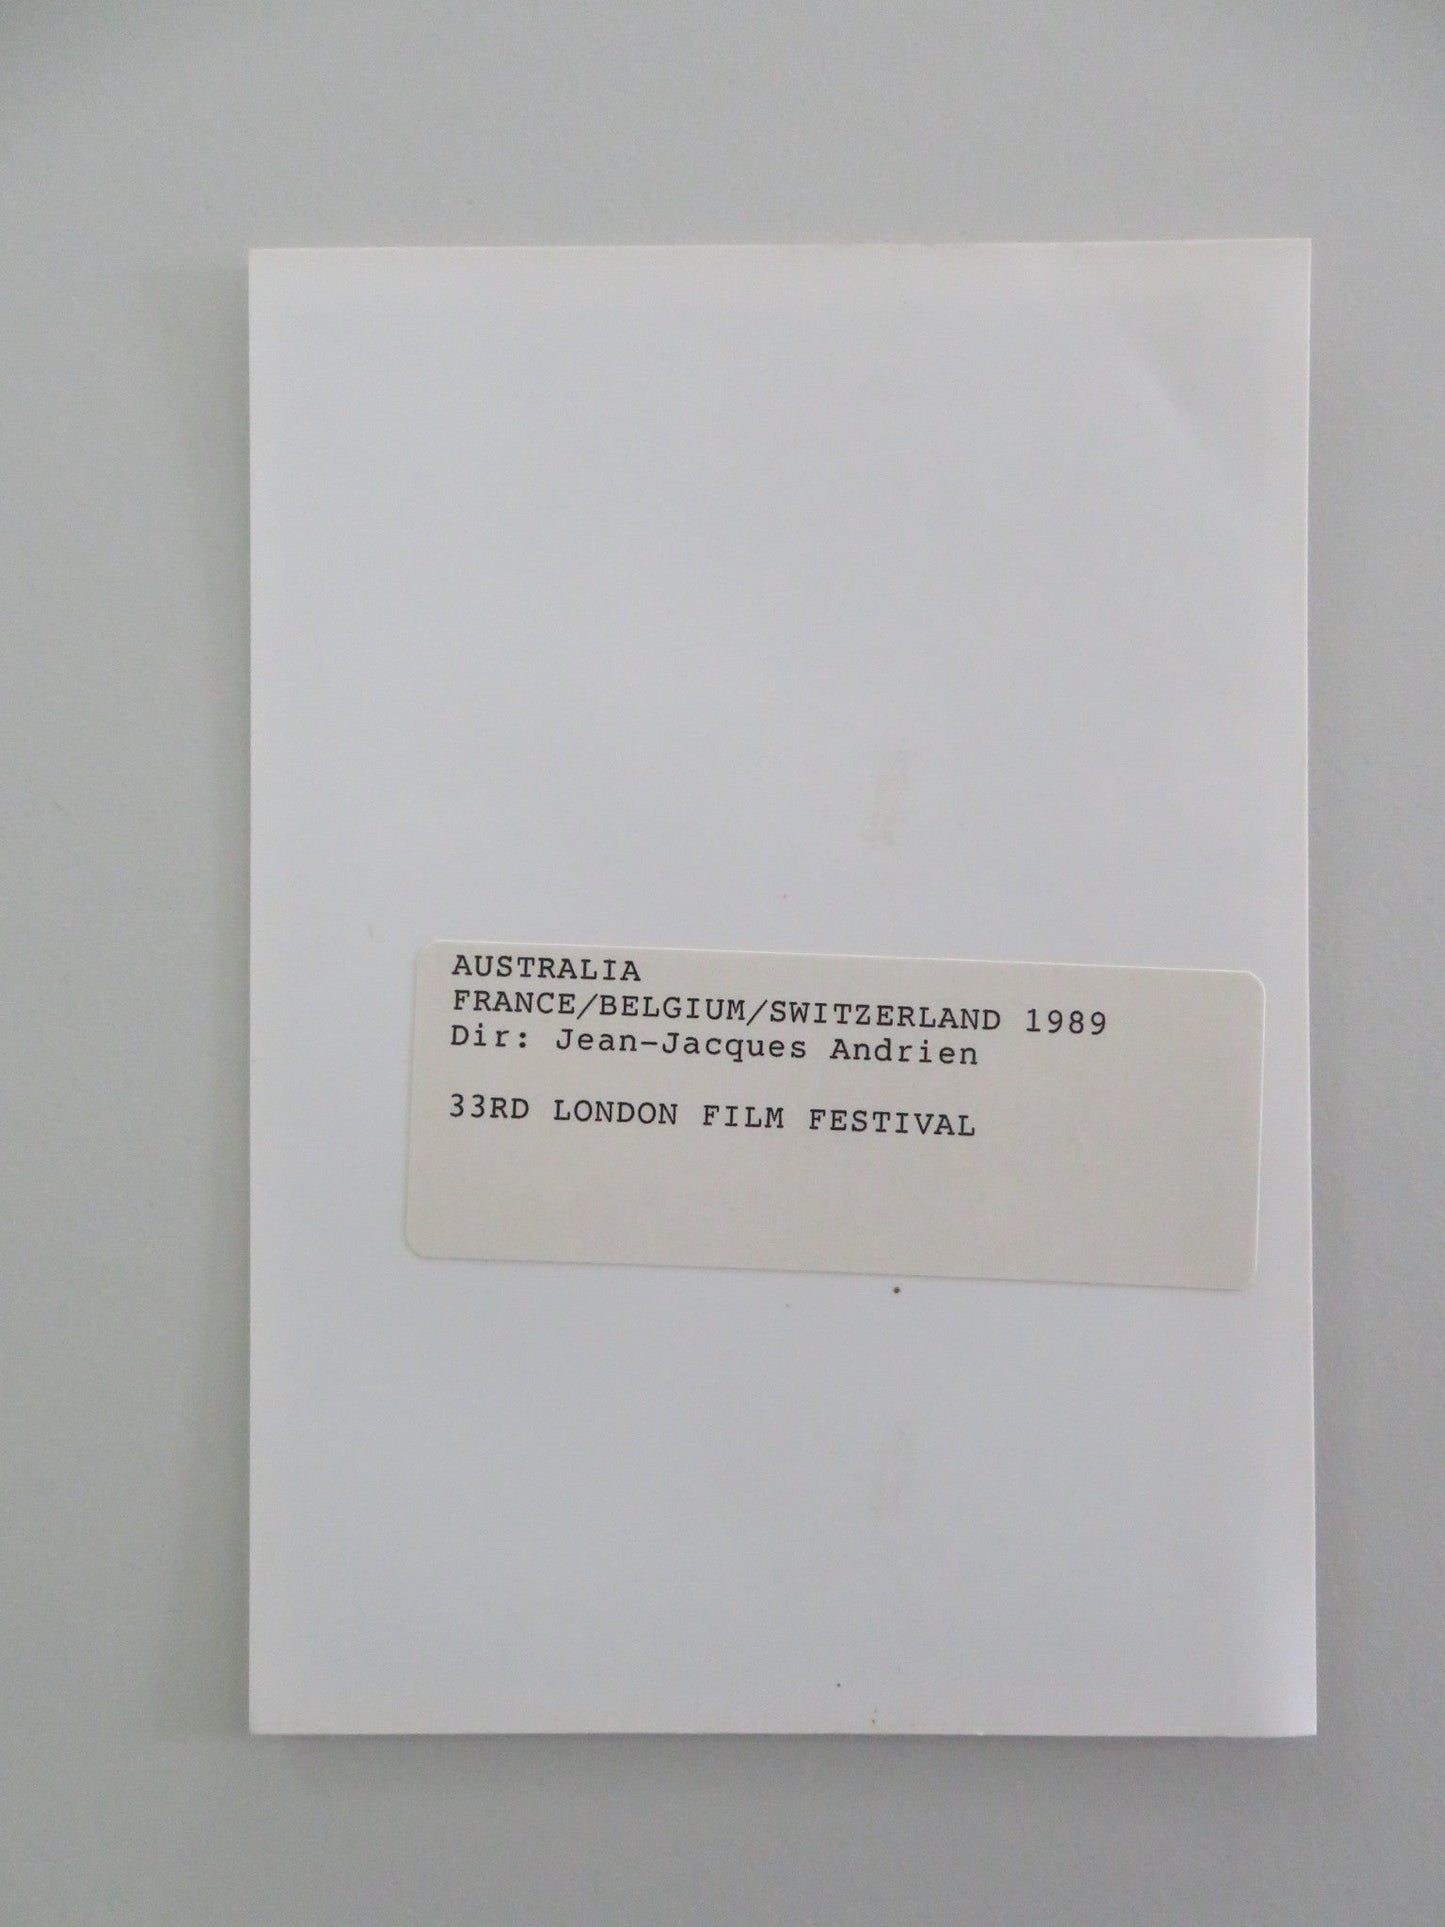 AUSTRALIA
FRANCE/BELGIUM/SWITZERLAND 1989
Dir: Jean-Jacques Andrien
33RD LONDON FILM FESTIVAL